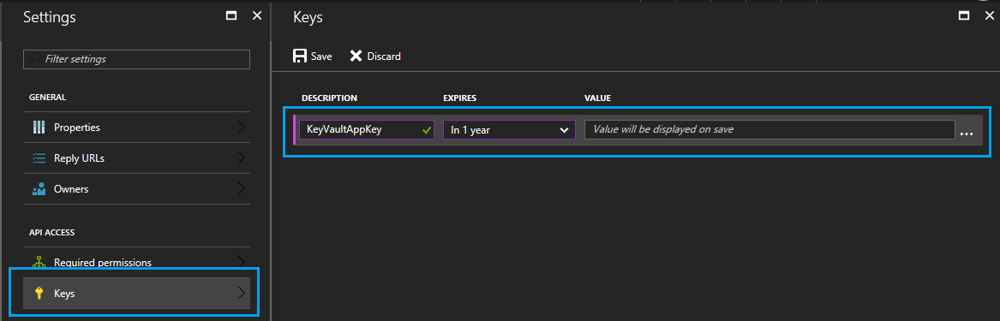 Settings
Filter settings
GENERAL
Properties
Reply URLs
Owners
API ACCESS
Required permissions
Keys
Keys
Save Discard
DESCRIPTION EXPIRES VALUE
KeyVaultAppKey In 1 year Value will be displayed on save ...